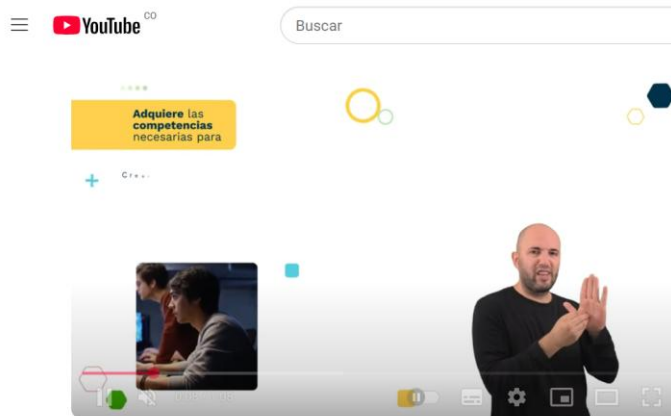 YouTube CO
Buscar
Adquiere las
competencias
necesarias para